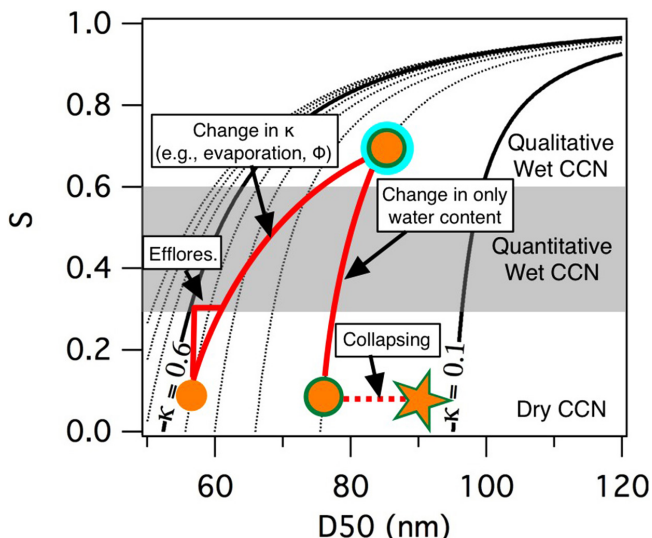 1.0
0.8
0.6
0.4
0.2
0.0
S
Change in κ
(e.g., evaporation, Φ)
Qualitative
Wet CCN
Change in only
water content
Quantitative
Wet CCN
Efflores.
Collapsing
κ = 0.6
κ = 0.1
Dry CCN
60
80
100
120
D50 (nm)